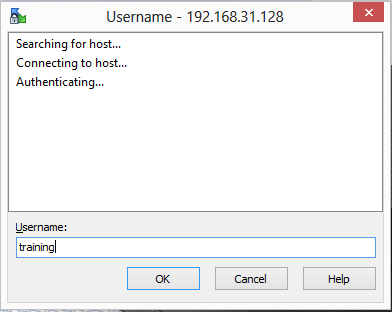 Username - 192.168.31.128
Searching for host...
Connecting to host...
Authenticating...
Username:
training
OK
Cancel
Help